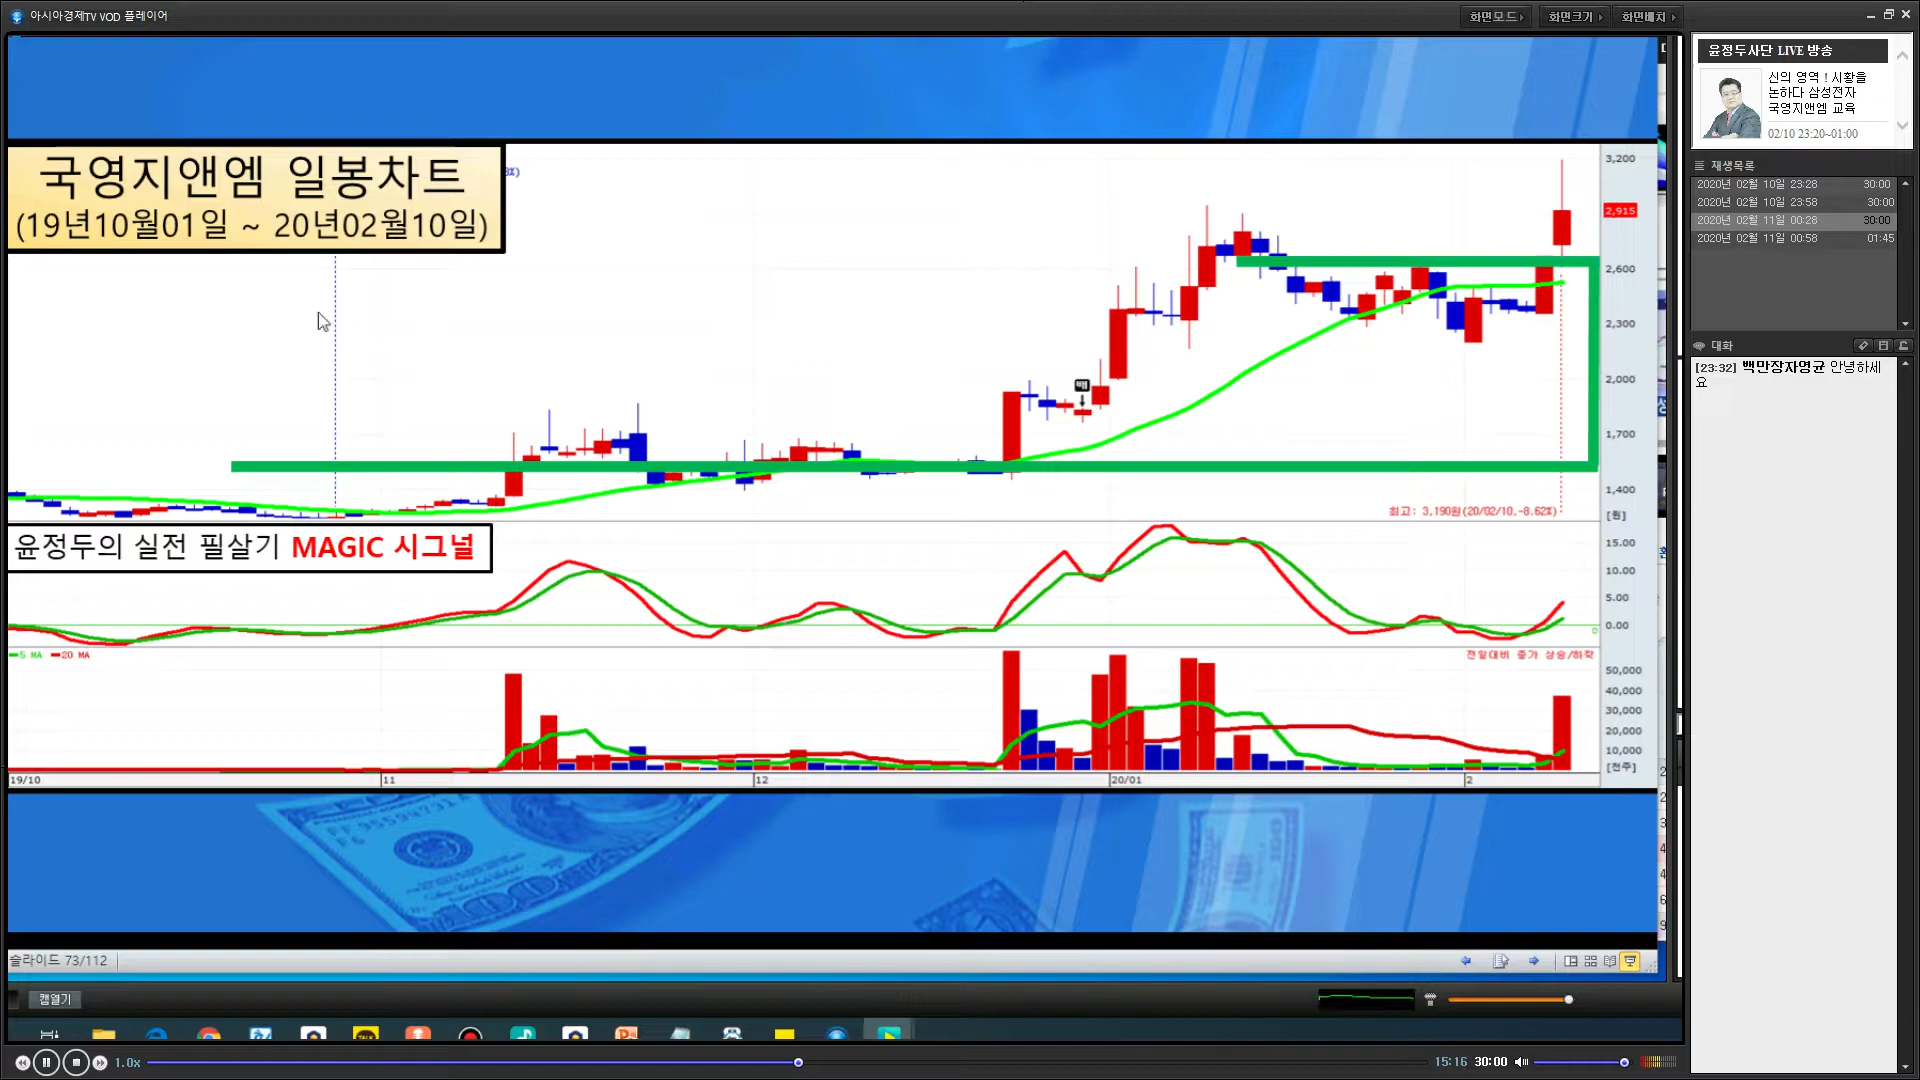 아시아경제TV VOD 플레이어
화면모드
화면크기
화면배치
윤정두사단 LIVE 방송
신의 영역 ! 시황을
논하다 삼성전자
국영지앤엠 교육
02/10 23:20~01:00
재생목록
2020년 02월 10일 23:28 30:00
2020년 02월 10일 23:58 30:00
2020년 02월 11일 00:28 30:00
2020년 02월 11일 00:58 01:45
대화
[23:32] 백만장자영균 안녕하세
요
국영지앤엠 일봉차트
(19년10월01일 ~ 20년02월10일)
3,200
2,915
2,600
2,300
2,000
1,700
1,400
[원]
매
최고: 3,190원(20/02/10,-8.62%)
윤정두의 실전 필살기 MAGIC 시그널
15.00
10.00
5.00
0.00
0
5 MA 20 MA
전일대비 종가 상승/하락
50,000
40,000
30,000
20,000
10,000
[천주]
19/10
11
12
20/01
2
슬라이드 73/112
캠열기
1.0x
15:16 30:00